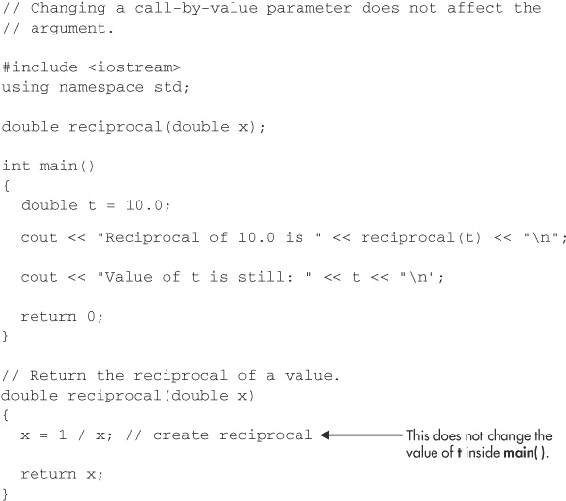 // Changing a call-by-value parameter does not affect the
// argument.
#include <iostream>
using namespace std;
double reciprocal(double x);
int main()
{
double t = 10.0;
cout << "Reciprocal of 10.0 is " << reciprocal(t) << "\n";
cout << "Value of t is still: " << t << "\n';
return 0;
}
// Return the reciprocal of a value.
double reciprocal(double x)
{
x = 1 / x; // create reciprocal
This does not change the
value of t inside main( ).
return x;
}